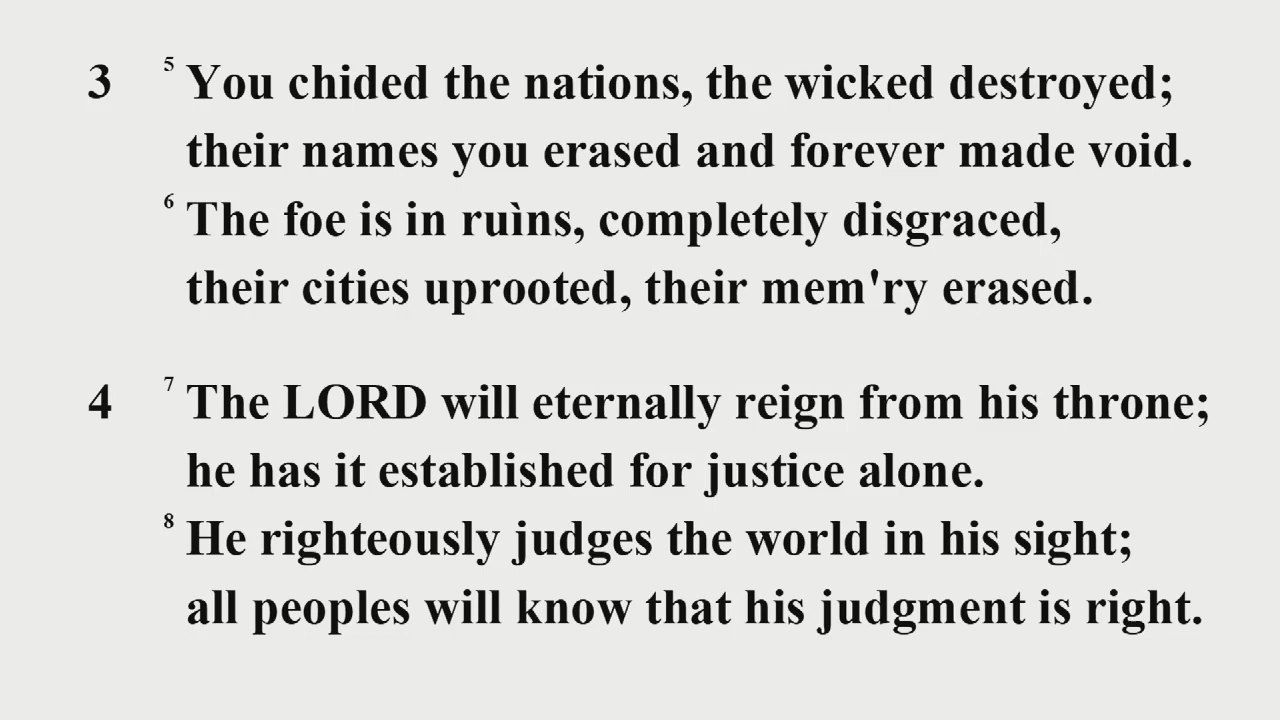 3 5 You chided the nations, the wicked destroyed;
their names you erased and forever made void.
6 The foe is in ruìns, completely disgraced,
their cities uprooted, their mem'ry erased.
4 7 The LORD will eternally reign from his throne;
he has it established for justice alone.
8 He righteously judges the world in his sight;
all peoples will know that his judgment is right.